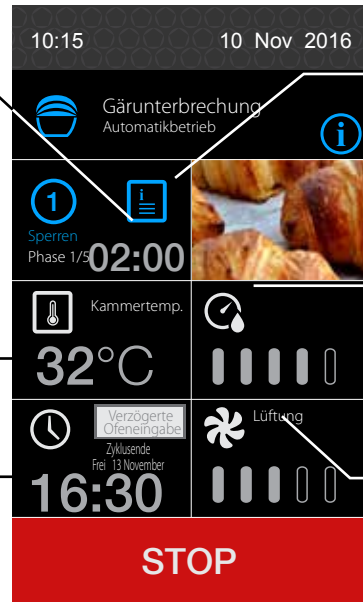 10:15 10 Nov 2016
Gärunterbrechung
Automatikbetrieb
i
1
i
Sperren
Phase 1/5
02:00
Kammertemp.
32°C
Verzögerte
Ofeneingabe
Zyklusende
Frei 13 November
16:30
Lüftung
STOP